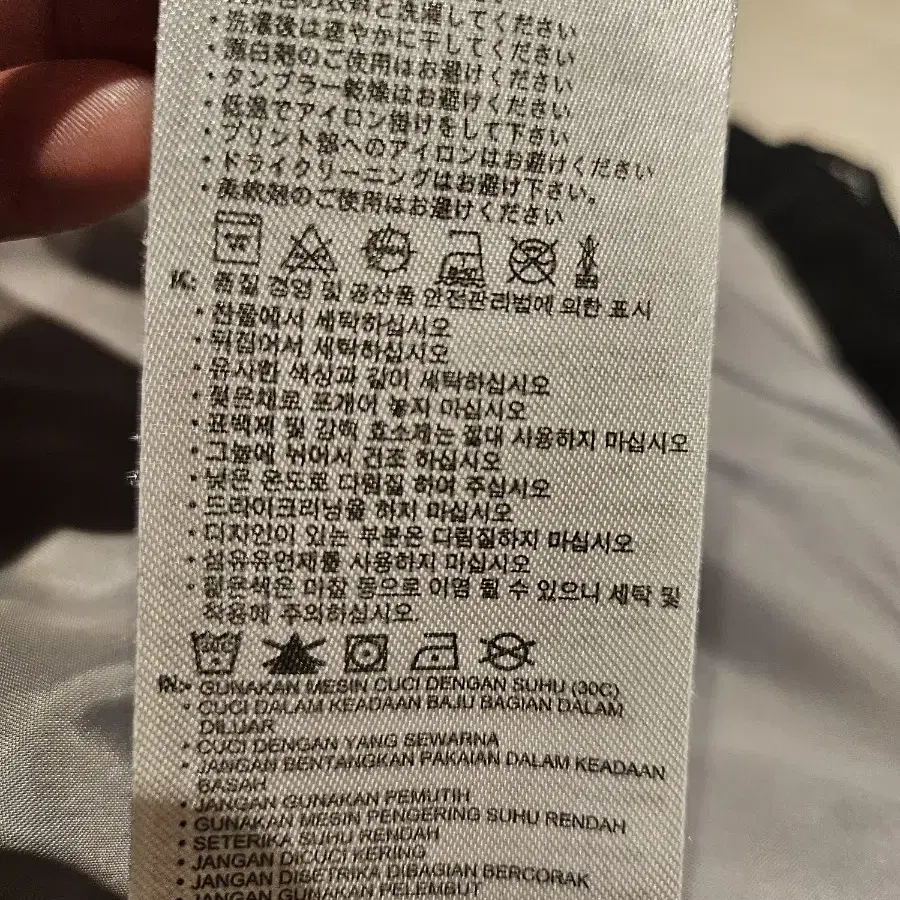 の衣料と洗濯してください
・洗濯後は速やかに干してください
・漂白剤のご使用はお避けください
・タンブラー乾燥はお避けください
・低温でアイロン掛けをして下さい
・プリント部へのアイロンはお避けください
・ドライクリーニングはお避け下さい。
・柔軟剤のご使用はお避けください
K: 품질 경영 및 공산품 안전관리법에 의한 표시
・찬물에서 세탁하십시오
・뒤집어서 세탁하십시오
・유사한 색상과 같이 세탁하십시오
・젖은채로 포개어 놓지 마십시오
・표백제 및 강력 효소제는 절대 사용하지 마십시오
・그늘에 뉘어서 건조 하십시오
・낮은 온도로 다림질 하여 주십시오
・드라이크리닝을 하지 마십시오
・디자인이 있는 부분은 다림질하지 마십시오
・섬유유연제를 사용하지 마십시오
・짙은색은 마찰 등으로 이염 될 수 있으니 세탁 및
착용에 주의하십시오.
30C
IN:・GUNAKAN MESIN CUCI DENGAN SUHU (30C)
・CUCI DALAM KEADAAN BAJU BAGIAN DALAM
DILUAR
・CUCI DENGAN YANG SEWARNA
・JANGAN BENTANGKAN PAKAIAN DALAM KEADAAN
BASAH
・JANGAN GUNAKAN PEMUTIH
・GUNAKAN MESIN PENGERING SUHU RENDAH
・SETERIKA SUHU RENDAH
・JANGAN DICUCI KERING
・JANGAN DISETRIKA DIBAGIAN BERCORAK
・JANGAN GUNAKAN PELEMBUT